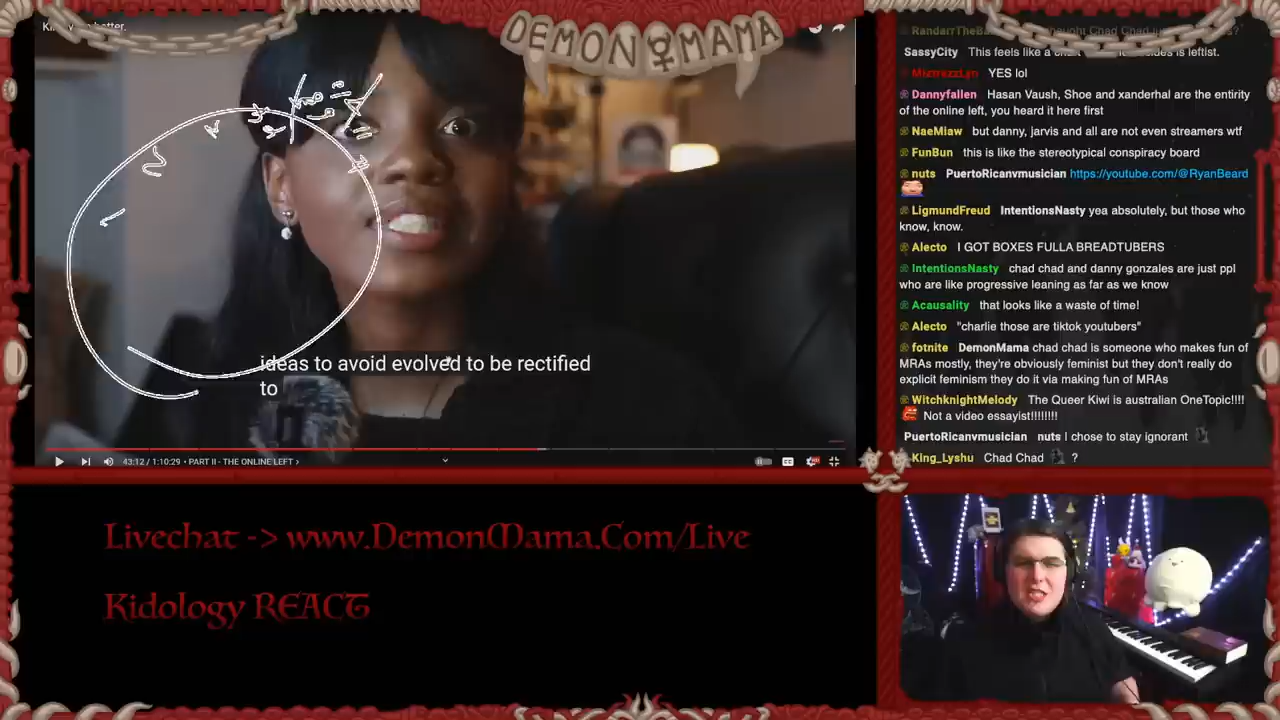 DEMON MAMA
SassyCity This feels like a
is leftist.
YES lol
Dannyfallen Hasan Vaush, Shoe and xanderhal are the entirity
of the online left, you heard it here first
NaeMiaw but danny, jarvis and all are not even streamers wtf
FunBun this is like the stereotypical conspiracy board
nuts PuertoRicanvmusician https://youtube.com/@RyanBeard
LigmundFreud IntentionsNasty yea absolutely, but those who
know, know.
Alecto I GOT BOXES FULLA BREADTUBERS
IntentionsNasty chad chad and danny gonzales are just ppl
who are like progressive leaning as far as we know
Acausality that looks like a waste of time!
Alecto "charlie those are tiktok youtubers"
fotnite DemonMama chad chad is someone who makes fun of
MRAs mostly, they're obviously feminist but they don't really do
explicit feminism they do it via making fun of MRAs
WitchknightMelody The Queer Kiwi is australian OneTopic!!!!
Not a video essayist!!!!!!!!
PuertoRicanvmusician nuts I chose to stay ignorant
King_Lyshu Chad Chad ?
ideas to avoid evolved to be rectified
to
43:12 / 1:10:29 • PART II - THE ONLINE LEFT ›
Livechat -> www.DemonMama.Com/Live
Kidology REACT